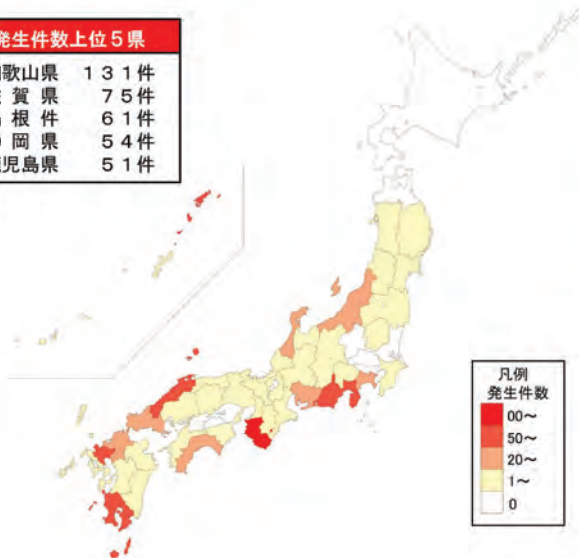 発生件数上位5県
歌山県 131件
賀県 75件
根件 61件
岡県 54件
児島県 51件
凡例
発生件数
00~
50~
20~
1~
0